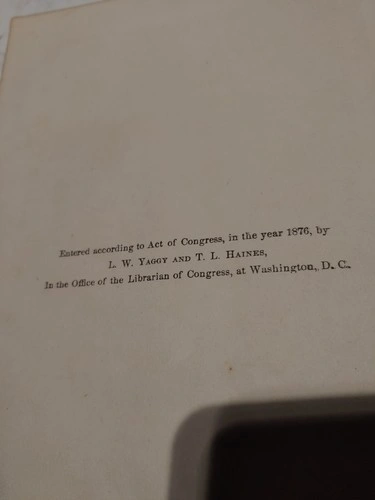 Entered according to Act of Congress, in the year 1876, by
L. W. YAGGY AND T. L. HAINES,
In the Office of the Librarian of Congress, at Washington, D. C.